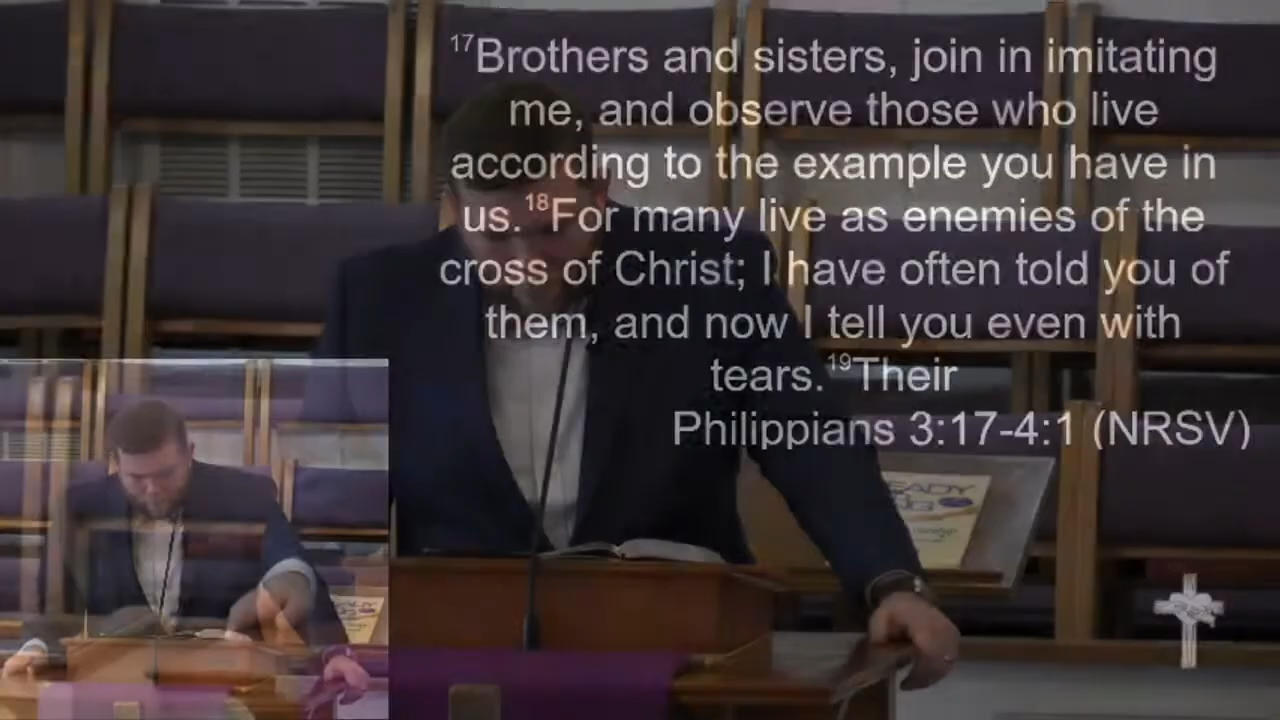 ¹⁷Brothers and sisters, join in imitating
me, and observe those who live
according to the example you have in
us. ¹⁸For many live as enemies of the
cross of Christ; I have often told you of
them, and now I tell you even with
tears. ¹⁹Their
Philippians 3:17-4:1 (NRSV)